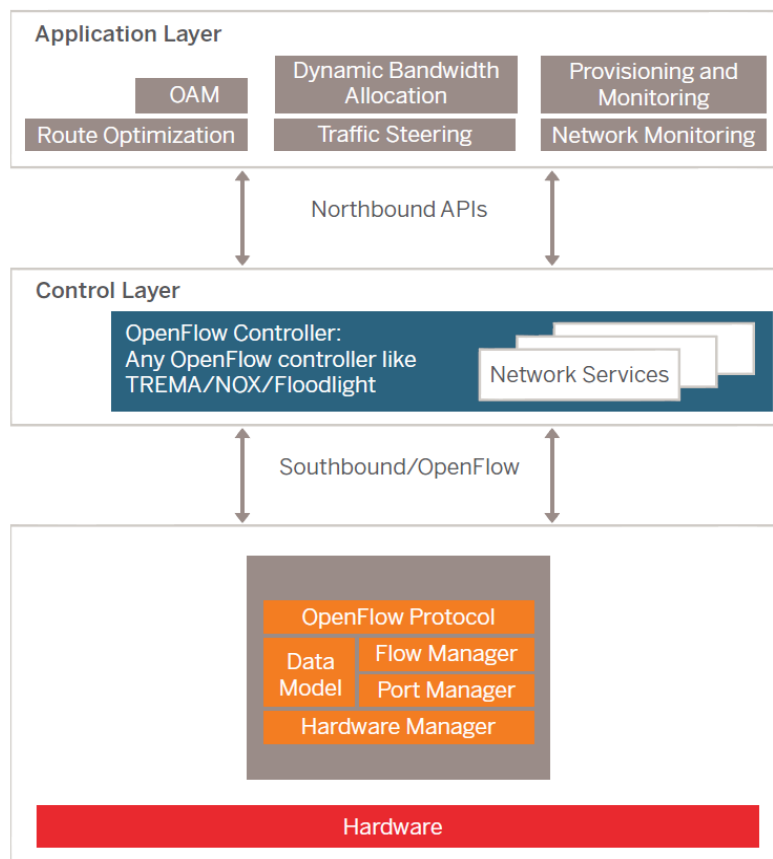 Application Layer
OAM
Dynamic Bandwidth
Allocation
Provisioning and
Monitoring
Route Optimization
Traffic Steering
Network Monitoring
Northbound APIs
Control Layer
OpenFlow Controller:
Any OpenFlow controller like
TREMA/NOX/Floodlight
Network Services
Southbound/OpenFlow
OpenFlow Protocol
Data
Model
Flow Manager
Port Manager
Hardware Manager
Hardware